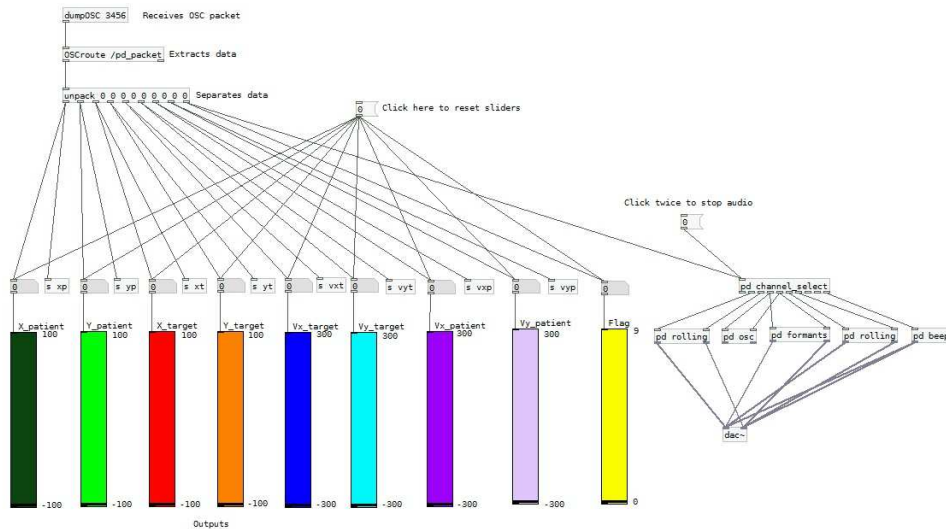 dumpOSC 3456 Receives OSC packet
OSCroute /pd_packet Extracts data
unpack 0 0 0 0 0 0 0 0 0 Separates data
0 Click here to reset sliders
Click twice to stop audio
0
0 s xp 0 s yp 0 s xt 0 s yt 0 s vxt 0 s vyt 0 s vxp 0 s vyp 0 pd channel_select
X_patient Y_patient X_target Y_target Vx_target Vy_target Vx_patient Vy_patient Flag
100 100 100 100 300 300 300 300 9
pd rolling pd osc pd formants pd rolling pd beep
dac~
-100 -100 -100 -100 -300 -300 -300 -300 0
Outputs